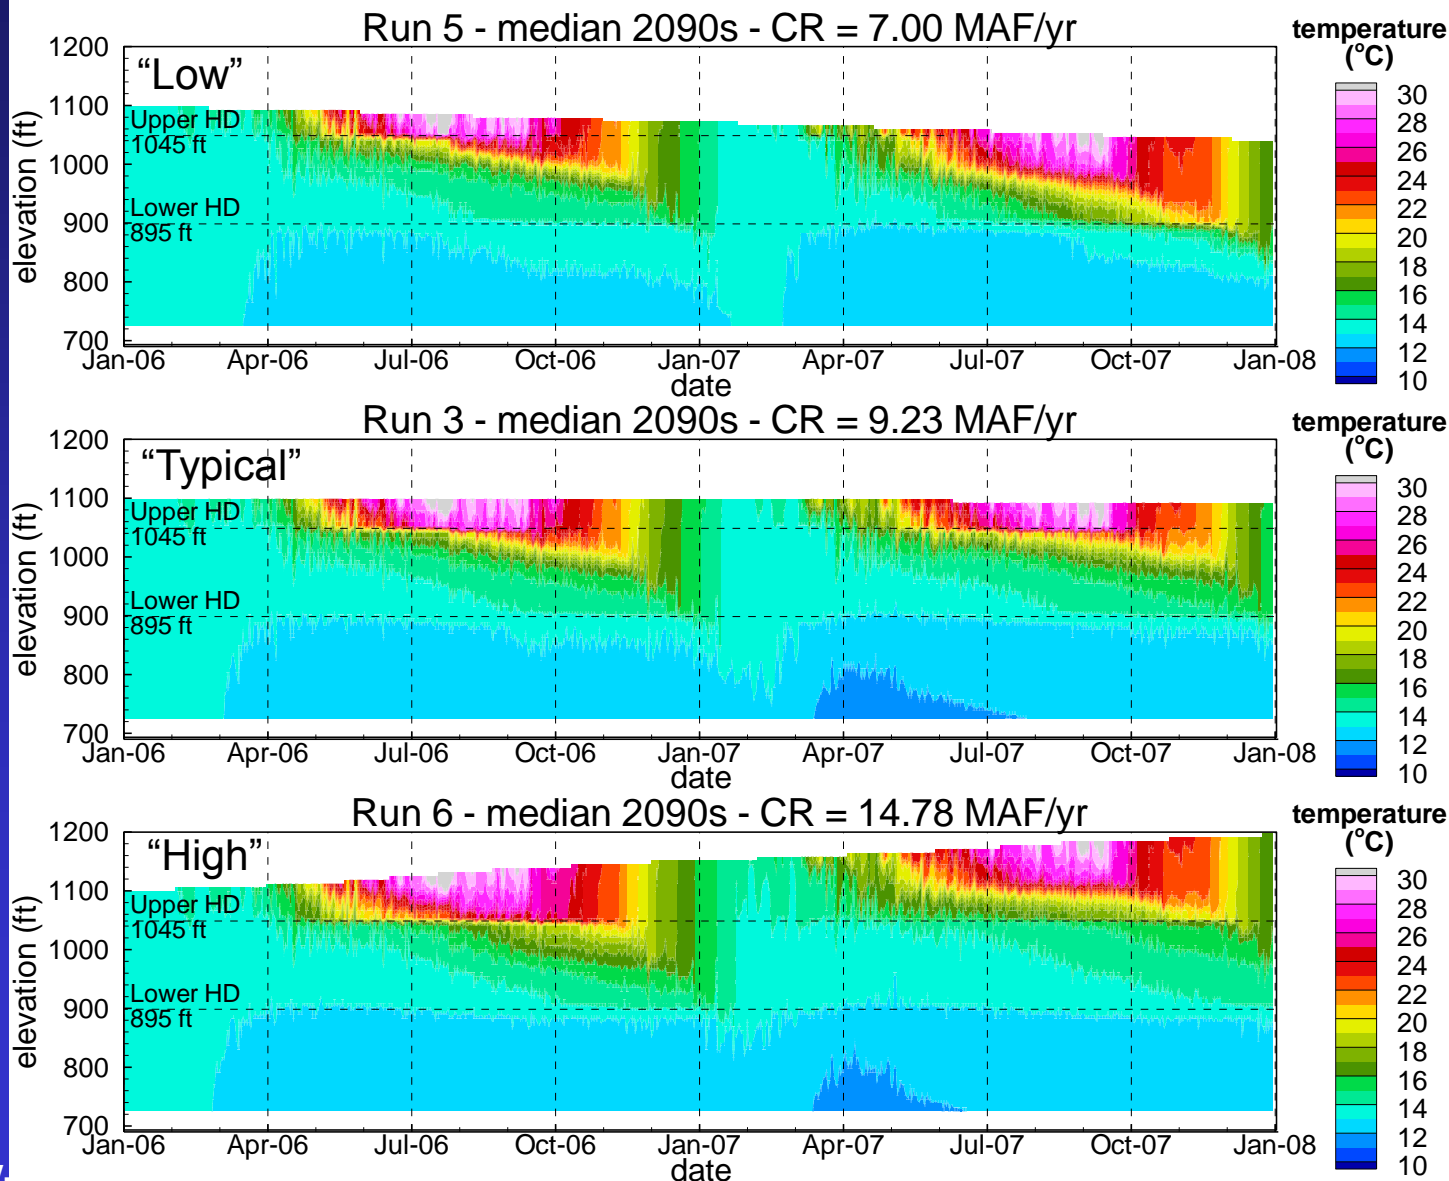 Run 5 - median 2090s - CR = 7.00 MAF/yr
temperature
(°C)
"Low"
Upper HD
1045 ft
Lower HD
895 ft
elevation (ft)
1200
1100
1000
900
800
700
Jan-06 Apr-06 Jul-06 Oct-06 Jan-07 Apr-07 Jul-07 Oct-07 Jan-08
date
30
28
26
24
22
20
18
16
14
12
10
Run 3 - median 2090s - CR = 9.23 MAF/yr
temperature
(°C)
"Typical"
Upper HD
1045 ft
Lower HD
895 ft
elevation (ft)
1200
1100
1000
900
800
700
Jan-06 Apr-06 Jul-06 Oct-06 Jan-07 Apr-07 Jul-07 Oct-07 Jan-08
date
30
28
26
24
22
20
18
16
14
12
10
Run 6 - median 2090s - CR = 14.78 MAF/yr
temperature
(°C)
"High"
Upper HD
1045 ft
Lower HD
895 ft
elevation (ft)
1200
1100
1000
900
800
700
Jan-06 Apr-06 Jul-06 Oct-06 Jan-07 Apr-07 Jul-07 Oct-07 Jan-08
date
30
28
26
24
22
20
18
16
14
12
10